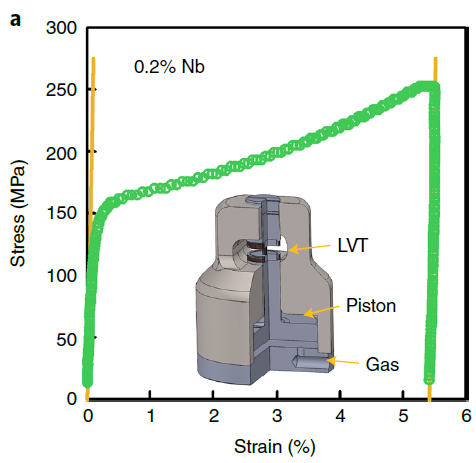 a
300
250
200
150
100
50
0
Stress (MPa)
0.2% Nb
LVT
Piston
Gas
0 1 2 3 4 5 6
Strain (%)